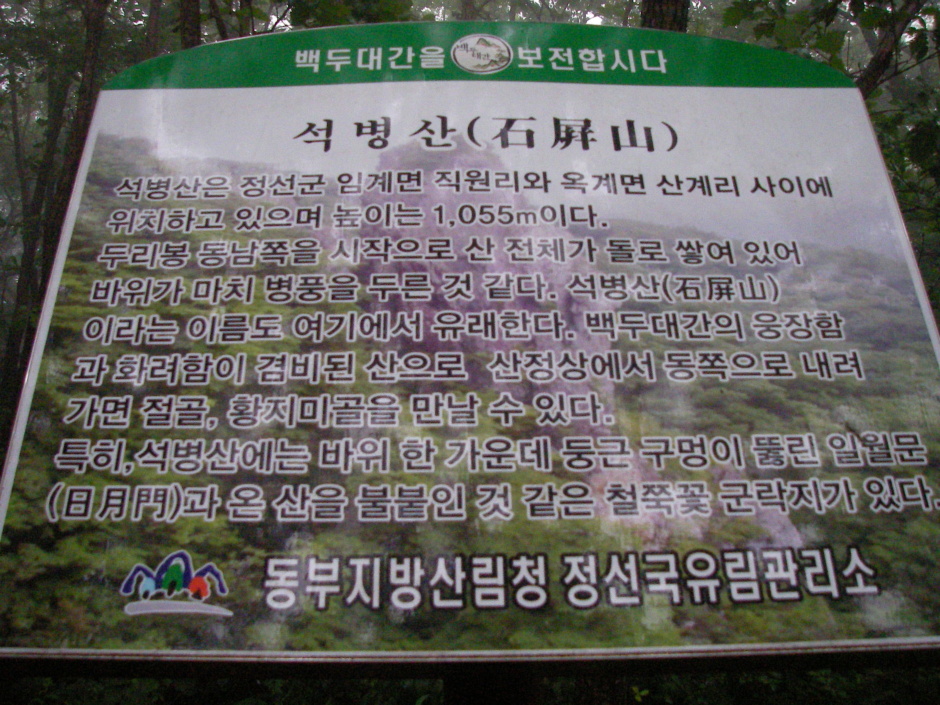 백두대간을 백두대간 보전합시다
석병산(石屛山)
석병산은 정선군 임계면 직원리와 옥계면 산계리 사이에
위치하고 있으며 높이는 1,055m이다.
두리봉 동남쪽을 시작으로 산 전체가 돌로 쌓여 있어
바위가 마치 병풍을 두른 것 같다. 석병산(石屛山)
이라는 이름도 여기에서 유래한다. 백두대간의 웅장함
과 화려함이 겸비된 산으로 산정상에서 동쪽으로 내려
가면 절골, 황지미골을 만날 수 있다.
특히, 석병산에는 바위 한 가운데 둥근 구멍이 뚫린 일월문
(日月門)과 온 산을 불붙인 것 같은 철쭉꽃 군락지가 있다.
동부지방산림청 정선국유림관리소